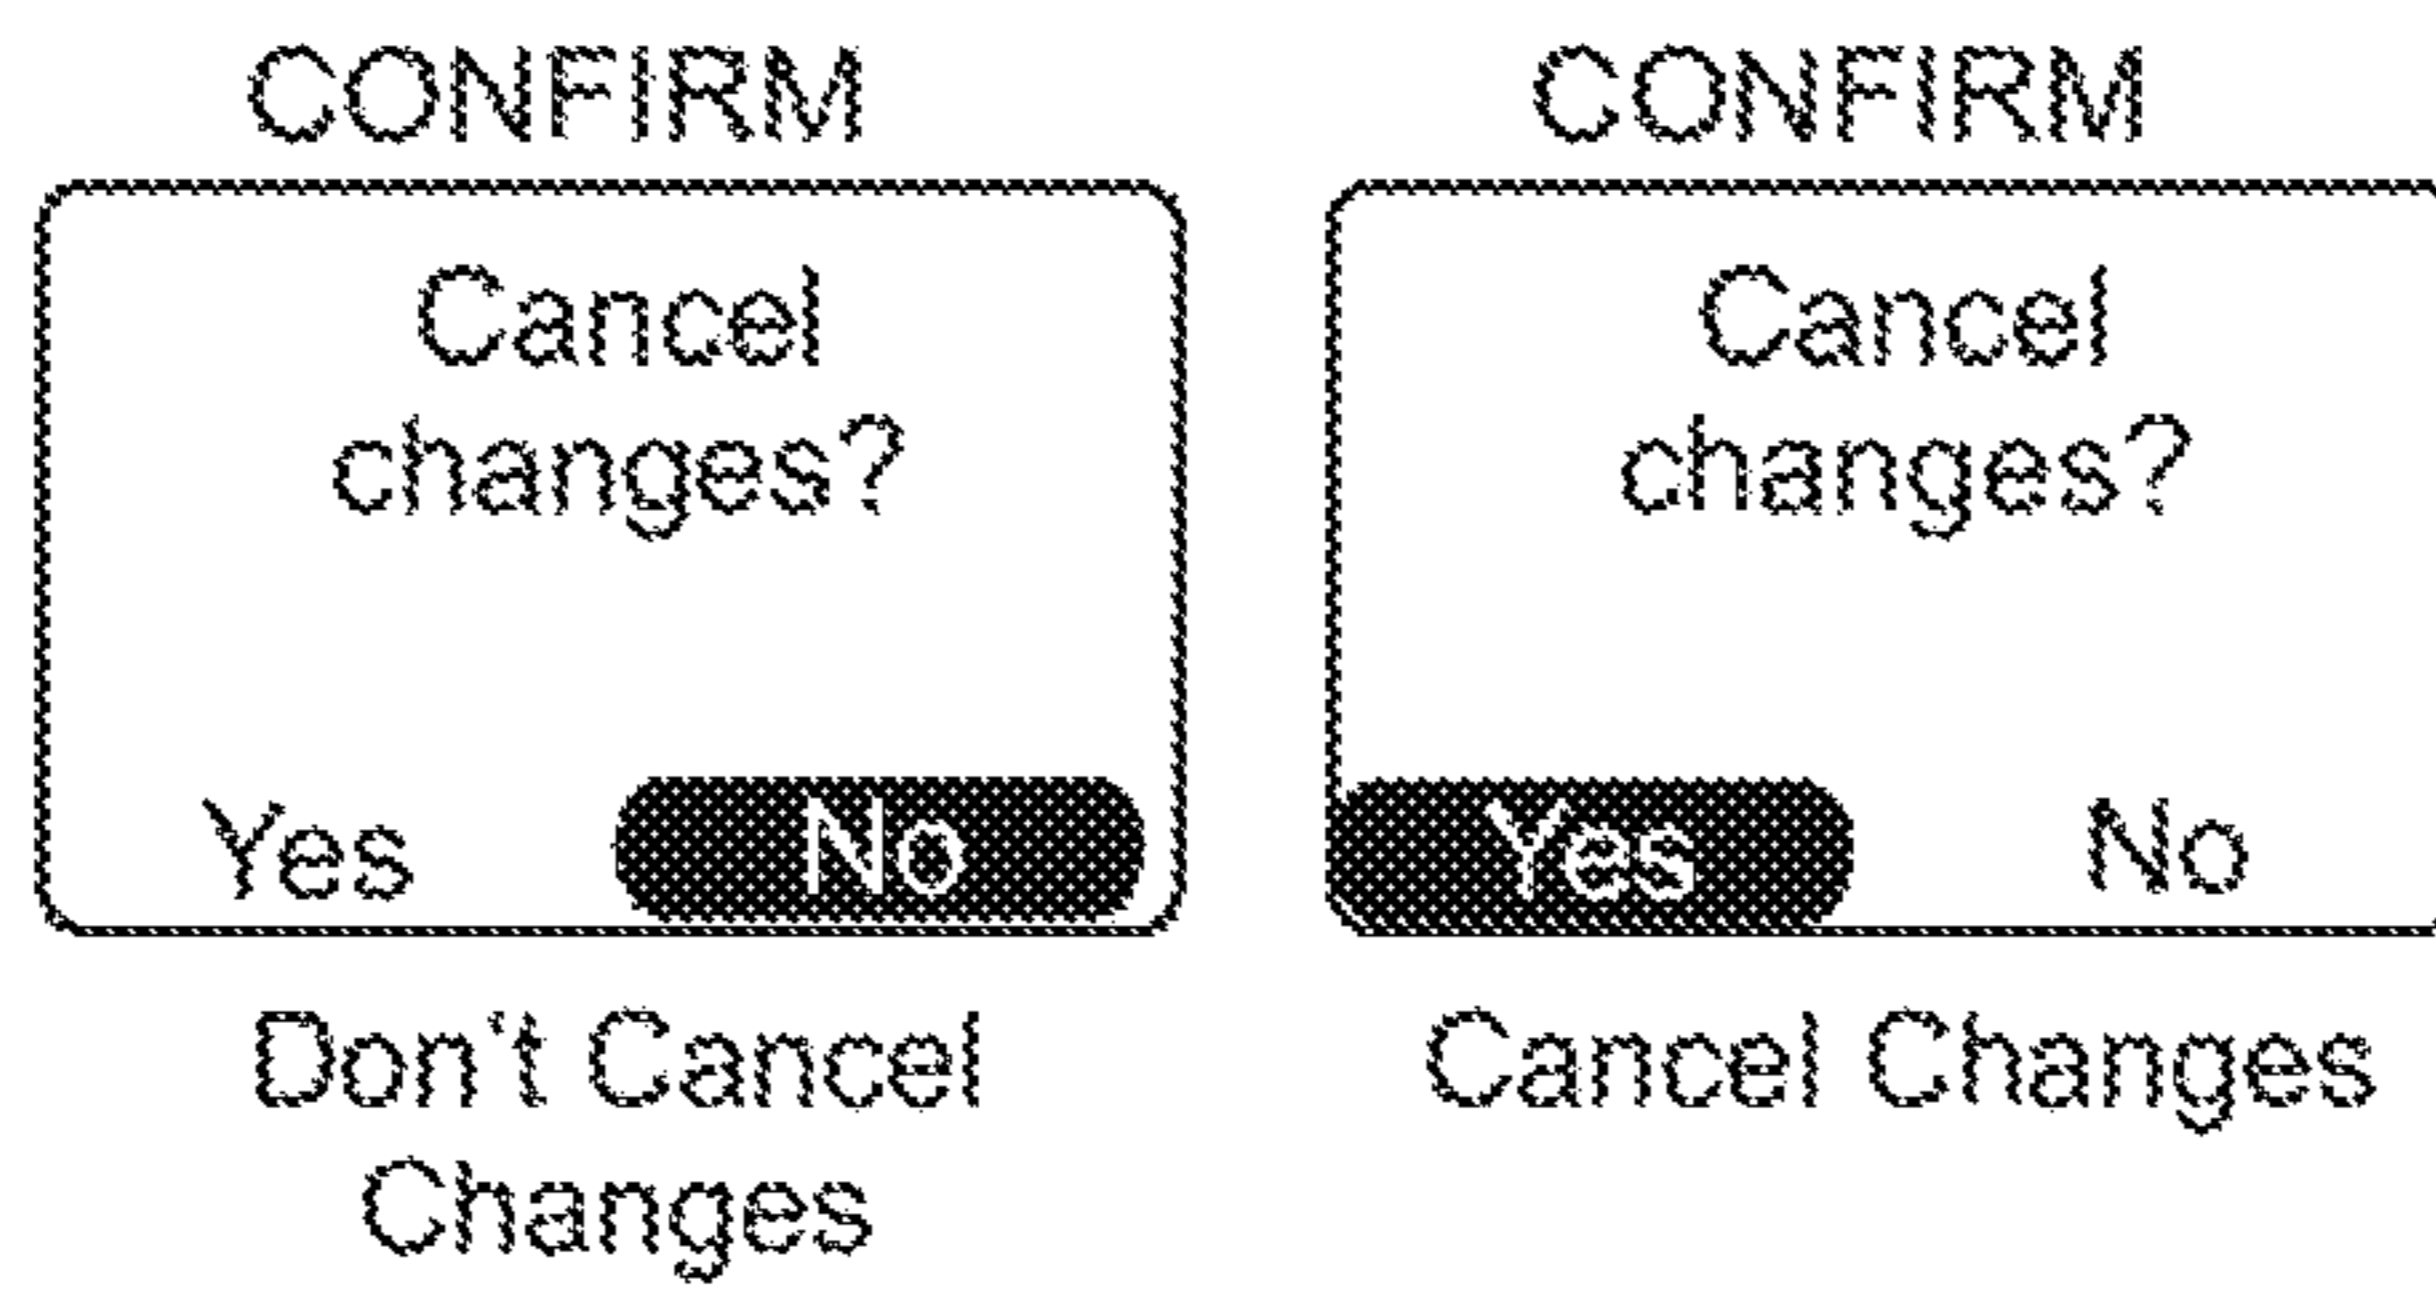 CONFIRM
Cancel
changes?
Yes No
Don't Cancel
Changes
CONFIRM
Cancel
changes?
Yes No
Cancel Changes